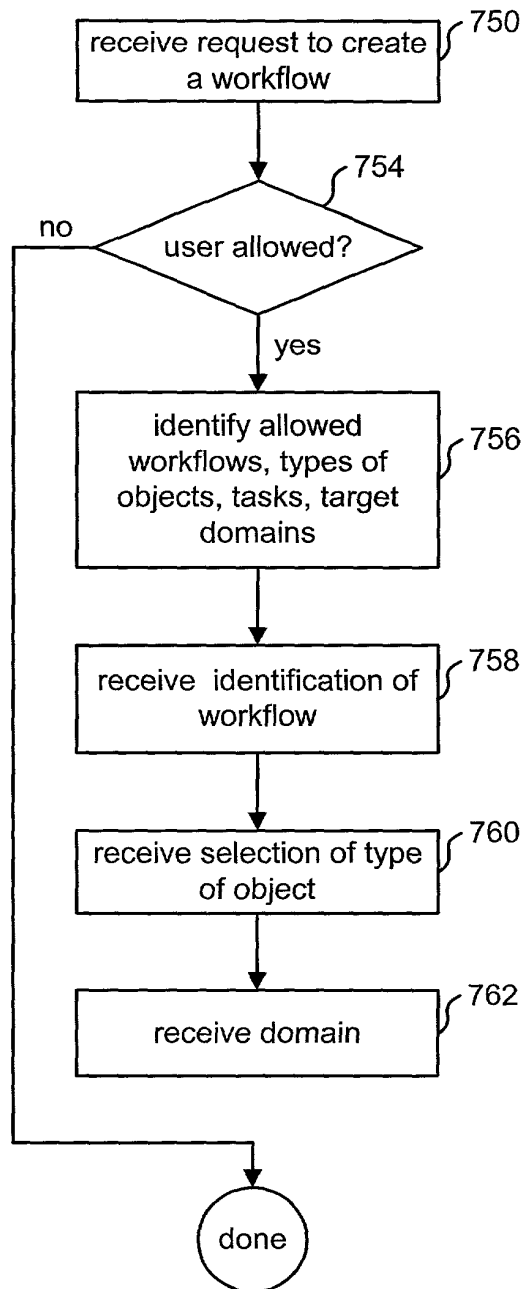 750
receive request to create
a workflow
754
no
user allowed?
yes
756
identify allowed
workflows, types of
objects, tasks, target
domains
758
receive identification of
workflow
760
receive selection of type
of object
762
receive domain
done